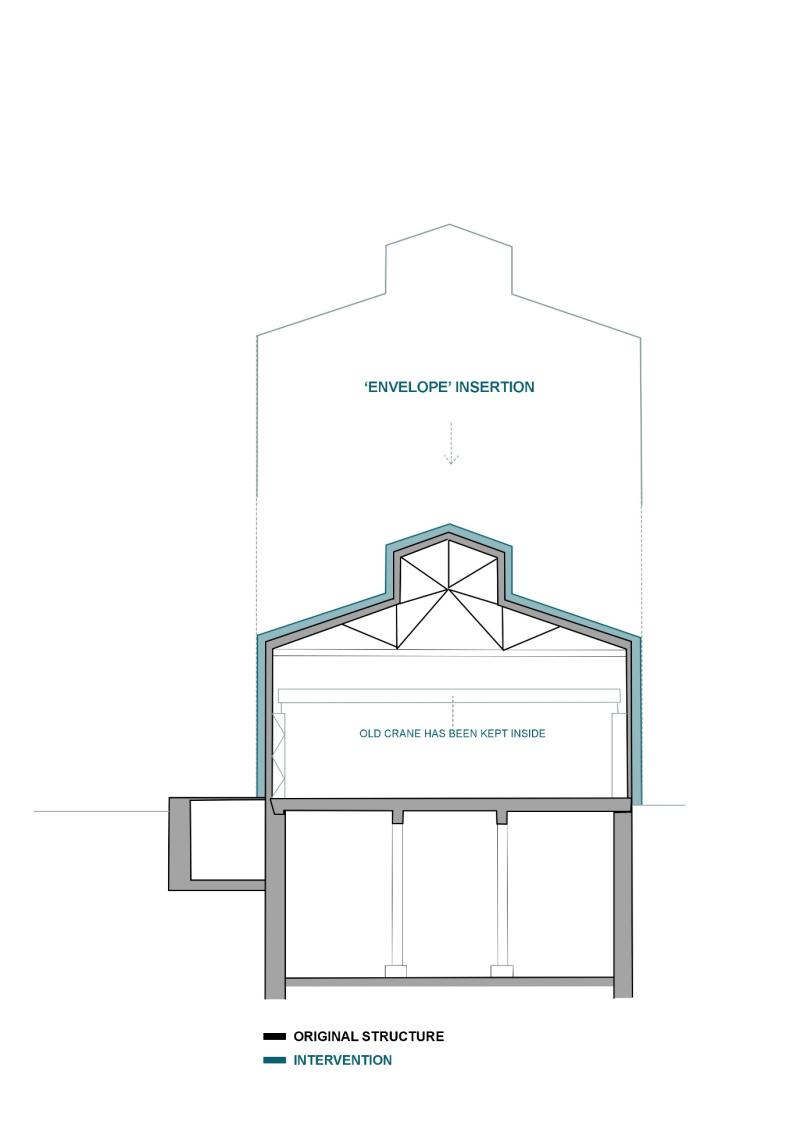 ‘ENVELOPE’ INSERTION
OLD CRANE HAS BEEN KEPT INSIDE
ORIGINAL STRUCTURE
INTERVENTION